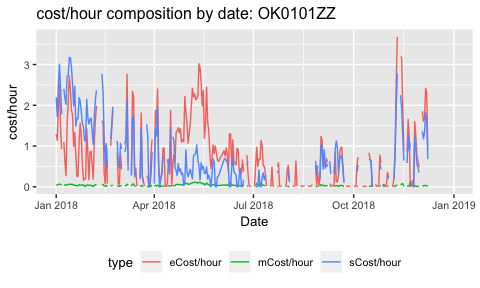 cost/hour composition by date: OK0101ZZ
cost/hour
3
2
1
0
Jan 2018 Apr 2018 Jul 2018 Oct 2018 Jan 2019
Date
type eCost/hour mCost/hour sCost/hour